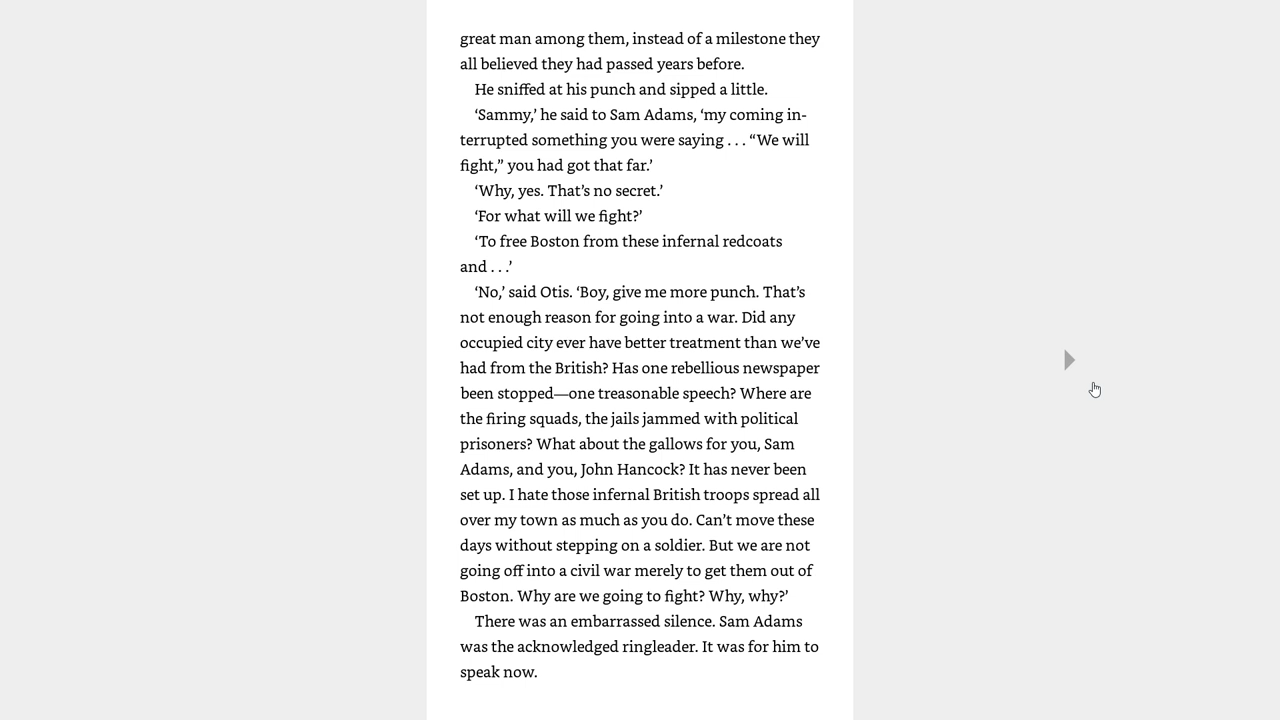 great man among them, instead of a milestone they
all believed they had passed years before.
He sniffed at his punch and sipped a little.
‘Sammy,’ he said to Sam Adams, ‘my coming in-
terrupted something you were saying . . . “We will
fight,” you had got that far.’
‘Why, yes. That’s no secret.’
‘For what will we fight?’
‘To free Boston from these infernal redcoats
and . . .’
‘No,’ said Otis. ‘Boy, give me more punch. That’s
not enough reason for going into a war. Did any
occupied city ever have better treatment than we’ve
had from the British? Has one rebellious newspaper
been stopped—one treasonable speech? Where are
the firing squads, the jails jammed with political
prisoners? What about the gallows for you, Sam
Adams, and you, John Hancock? It has never been
set up. I hate those infernal British troops spread all
over my town as much as you do. Can’t move these
days without stepping on a soldier. But we are not
going off into a civil war merely to get them out of
Boston. Why are we going to fight? Why, why?’
There was an embarrassed silence. Sam Adams
was the acknowledged ringleader. It was for him to
speak now.